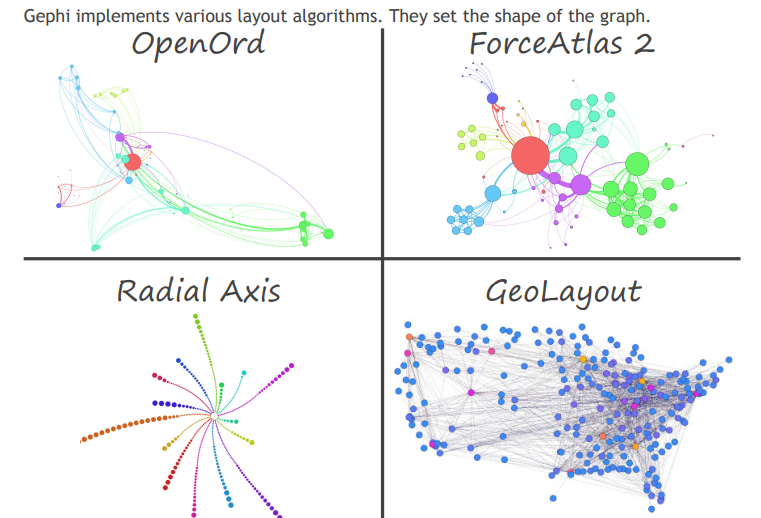 Gephi implements various layout algorithms. They set the shape of the graph.
OpenOrd
ForceAtlas 2
Radial Axis
GeoLayout